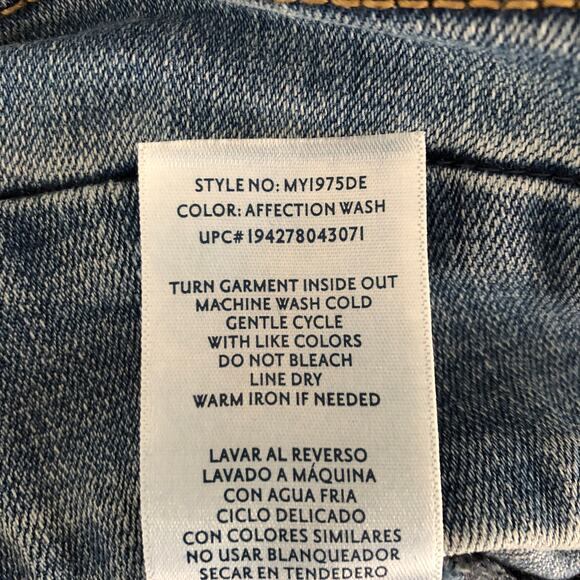 STYLE NO: MY1975DE
COLOR: AFFECTION WASH
UPC# 194278043071
TURN GARMENT INSIDE OUT
MACHINE WASH COLD
GENTLE CYCLE
WITH LIKE COLORS
DO NOT BLEACH
LINE DRY
WARM IRON IF NEEDED
LAVAR AL REVERSO
LAVADO A MÁQUINA
CON AGUA FRIA
CICLO DELICADO
CON COLORES SIMILARES
NO USAR BLANQUEADOR
SECAR EN TENDEDERO